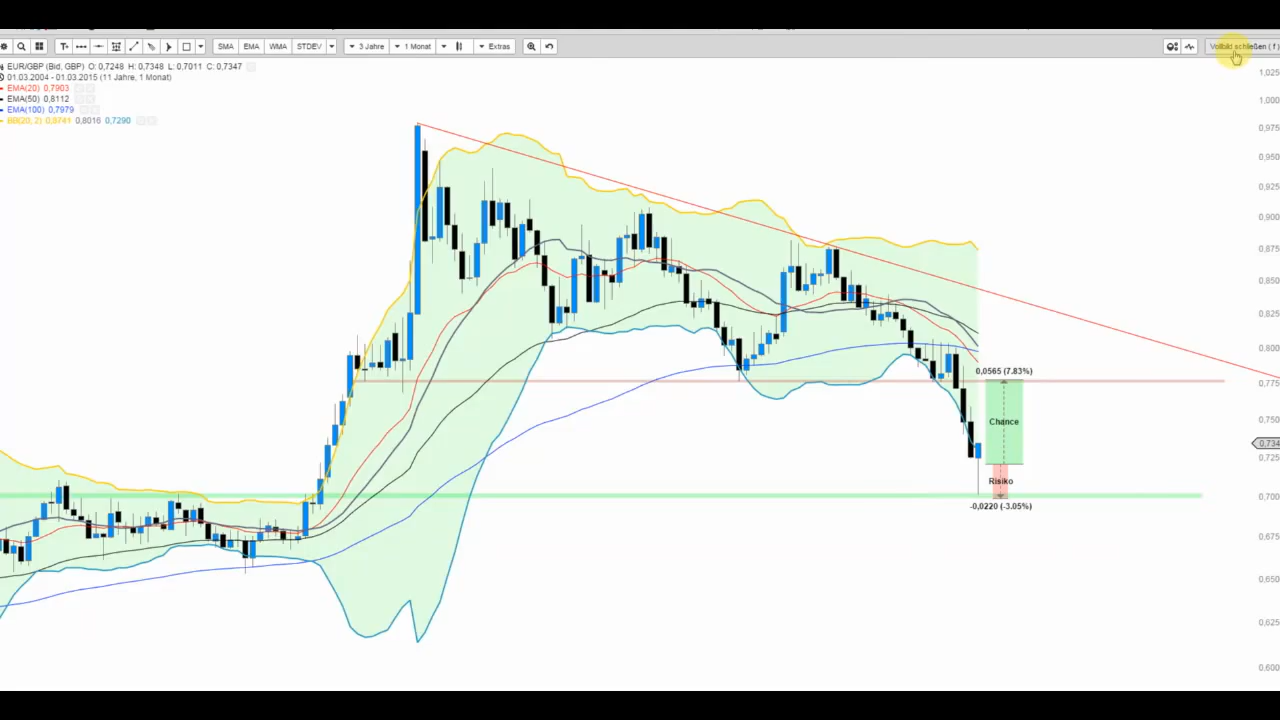 SMA EMA WMA STDEV 3 Jahre 1 Monat Extras Vollbild schließen ( f )
EUR/GBP (Bid, GBP) O: 0,7248 H: 0,7348 L: 0,7011 C: 0,7347
01.03.2004 - 01.03.2015 (11 Jahre, 1 Monat)
EMA(20) 0,7903
EMA(50) 0,8112
EMA(100) 0,7979
BB(20, 2) 0,8741 0,8016 0,7290
1,025
1,000
0,975
0,950
0,925
0,900
0,875
0,850
0,825
0,800
0,0565 (7.83%)
0,775
Chance
0,750
0,734
0,725
Risiko
0,700
-0,0220 (-3.05%)
0,675
0,650
0,625
0,600